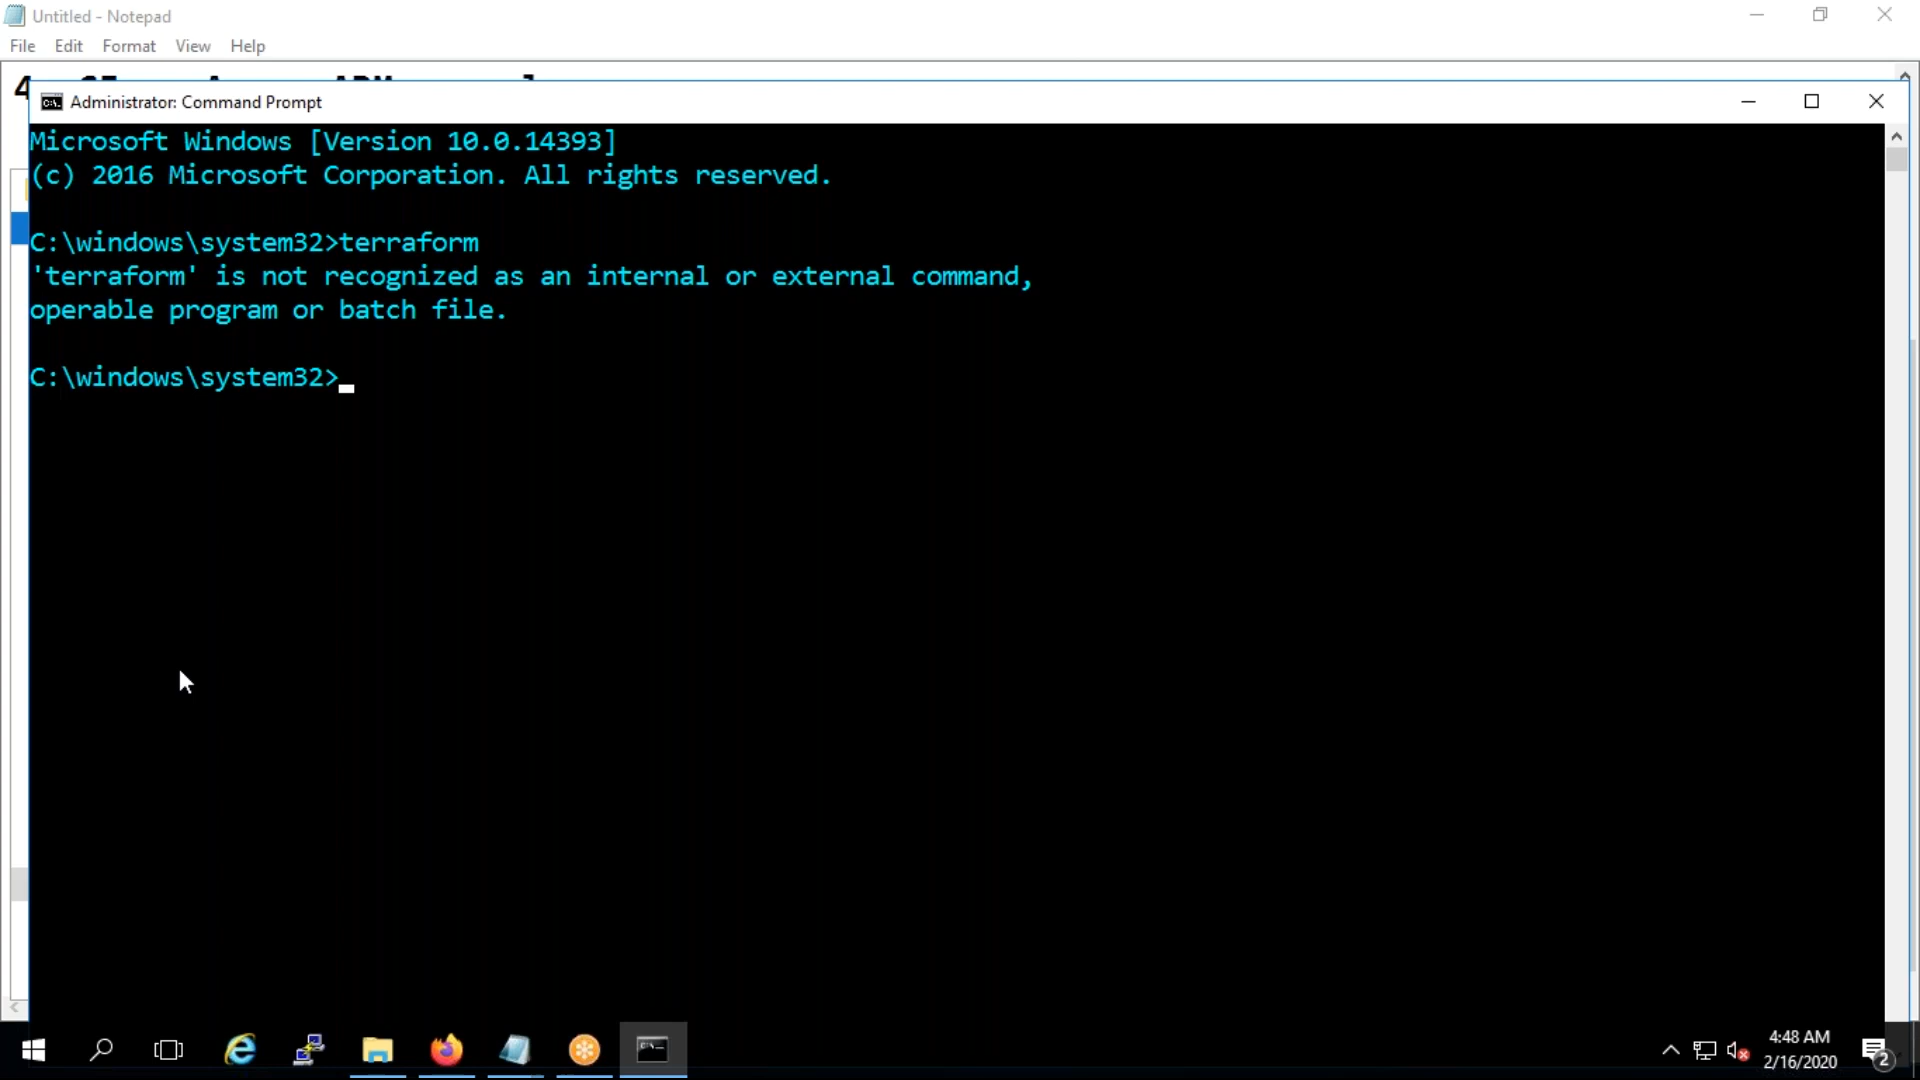 Untitled - Notepad
File Edit Format View Help
Administrator: Command Prompt
Microsoft Windows [Version 10.0.14393]
(c) 2016 Microsoft Corporation. All rights reserved.
C:\windows\system32>terraform
'terraform' is not recognized as an internal or external command,
operable program or batch file.
C:\windows\system32>
4:48 AM
2/16/2020
2